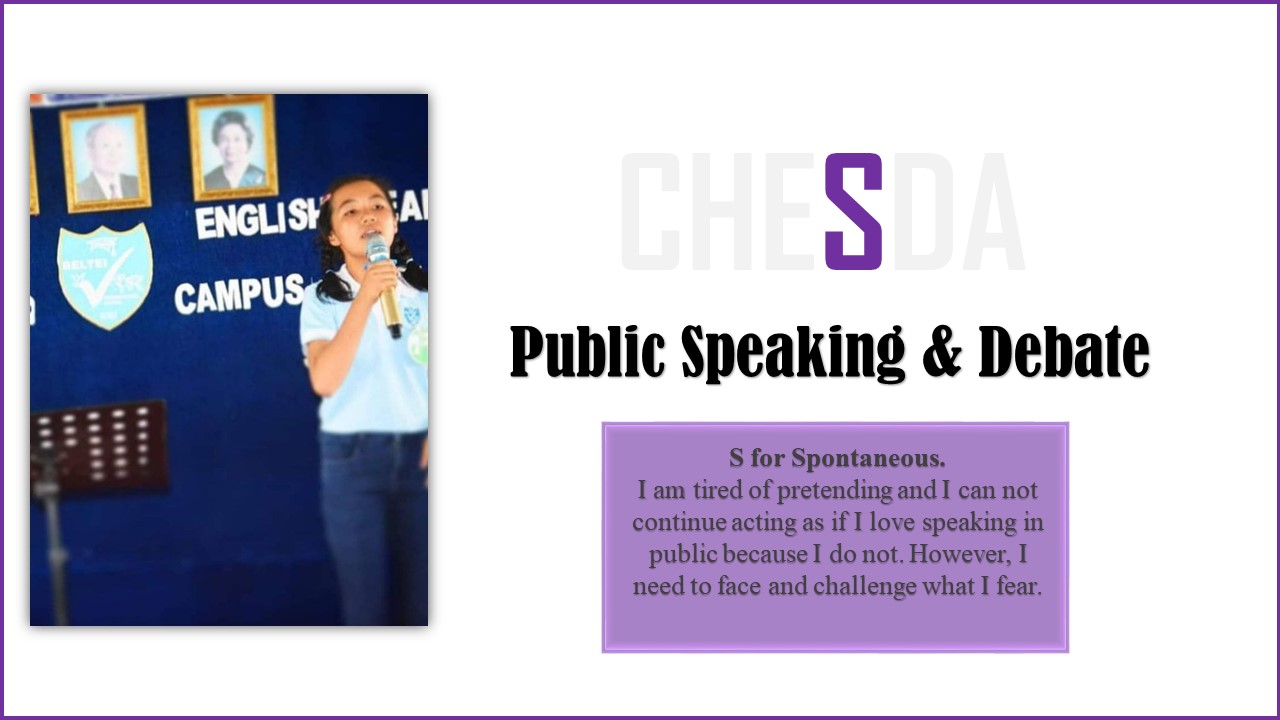 ENGLISH
CAMPUS
BELTEI
CHESDA
Public Speaking & Debate
S for Spontaneous.
I am tired of pretending and I can not
continue acting as if I love speaking in
public because I do not. However, I
need to face and challenge what I fear.